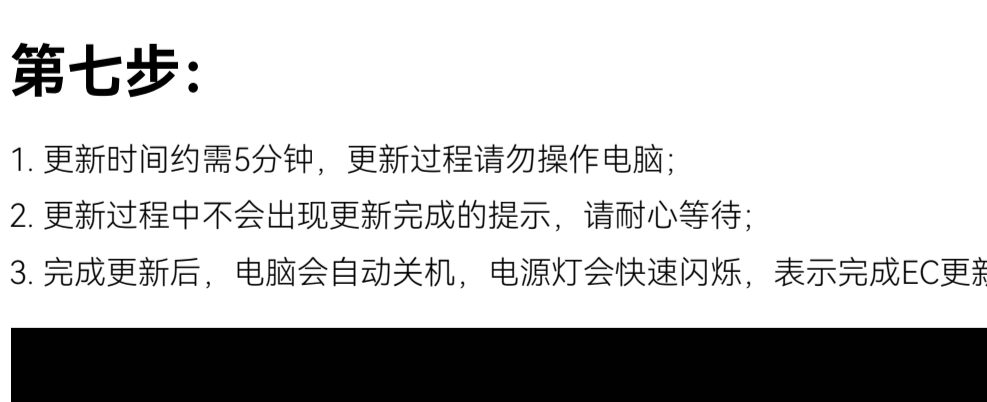 第七步：
1. 更新时间约需5分钟，更新过程请勿操作电脑；
2. 更新过程中不会出现更新完成的提示，请耐心等待；
3. 完成更新后，电脑会自动关机，电源灯会快速闪烁，表示完成EC更新